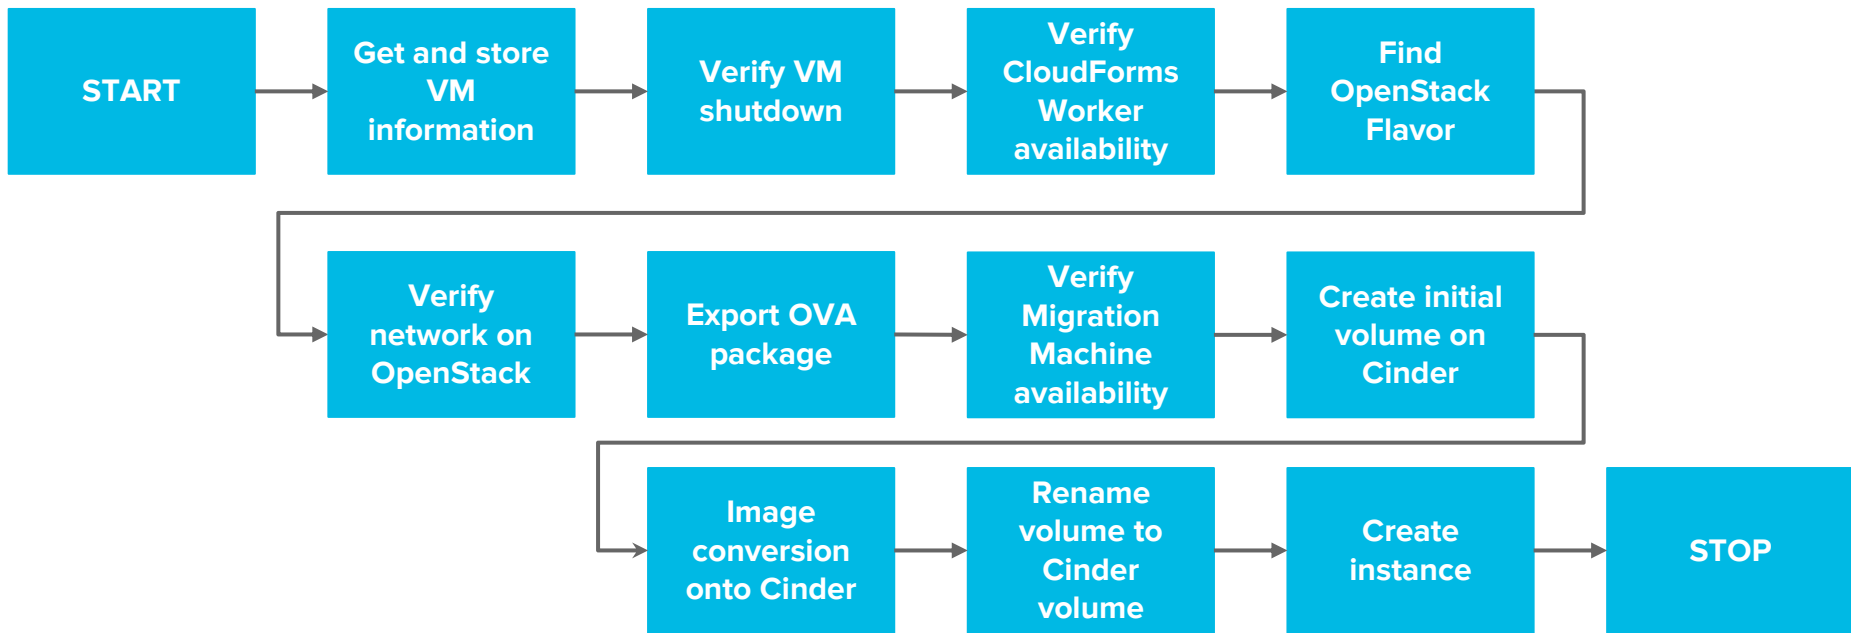 START
Get and store
VM
information
Verify VM
shutdown
Verify
CloudForms
Worker
availability
Find
OpenStack
Flavor
Verify
network on
OpenStack
Export OVA
package
Verify
Migration
Machine
availability
Create initial
volume on
Cinder
Image
conversion
onto Cinder
Rename
volume to
Cinder
volume
Create
instance
STOP